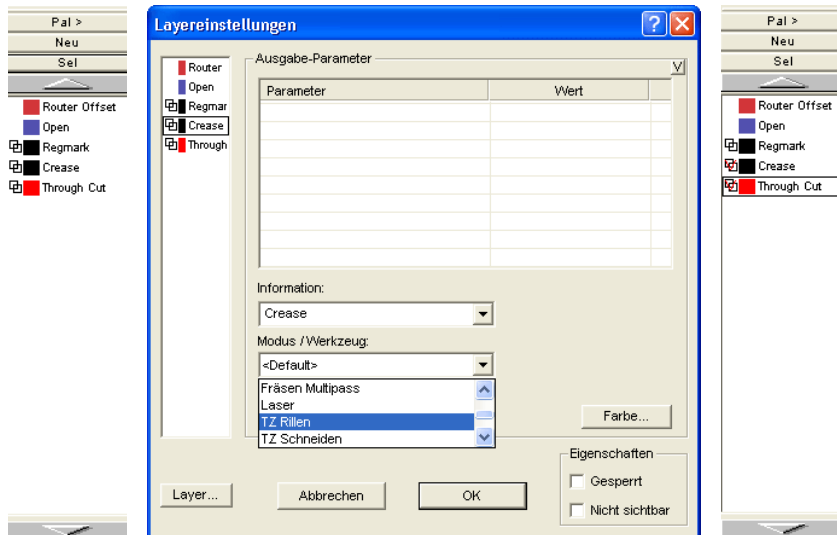 Pal >
Neu
Sel
Router Offset
Open
Regmark
Crease
Through Cut
Layereinstellungen
Router
Open
Regmar
Crease
Through
Ausgabe-Parameter
V
Parameter Wert
Information:
Crease
Modus / Werkzeug:
<Default>
Fräsen Multipass
Laser
TZ Rillen
TZ Schneiden
Farbe...
Eigenschaften
Gesperrt
Nicht sichtbar
Layer...
Abbrechen
OK
Pal >
Neu
Sel
Router Offset
Open
Regmark
Crease
Through Cut